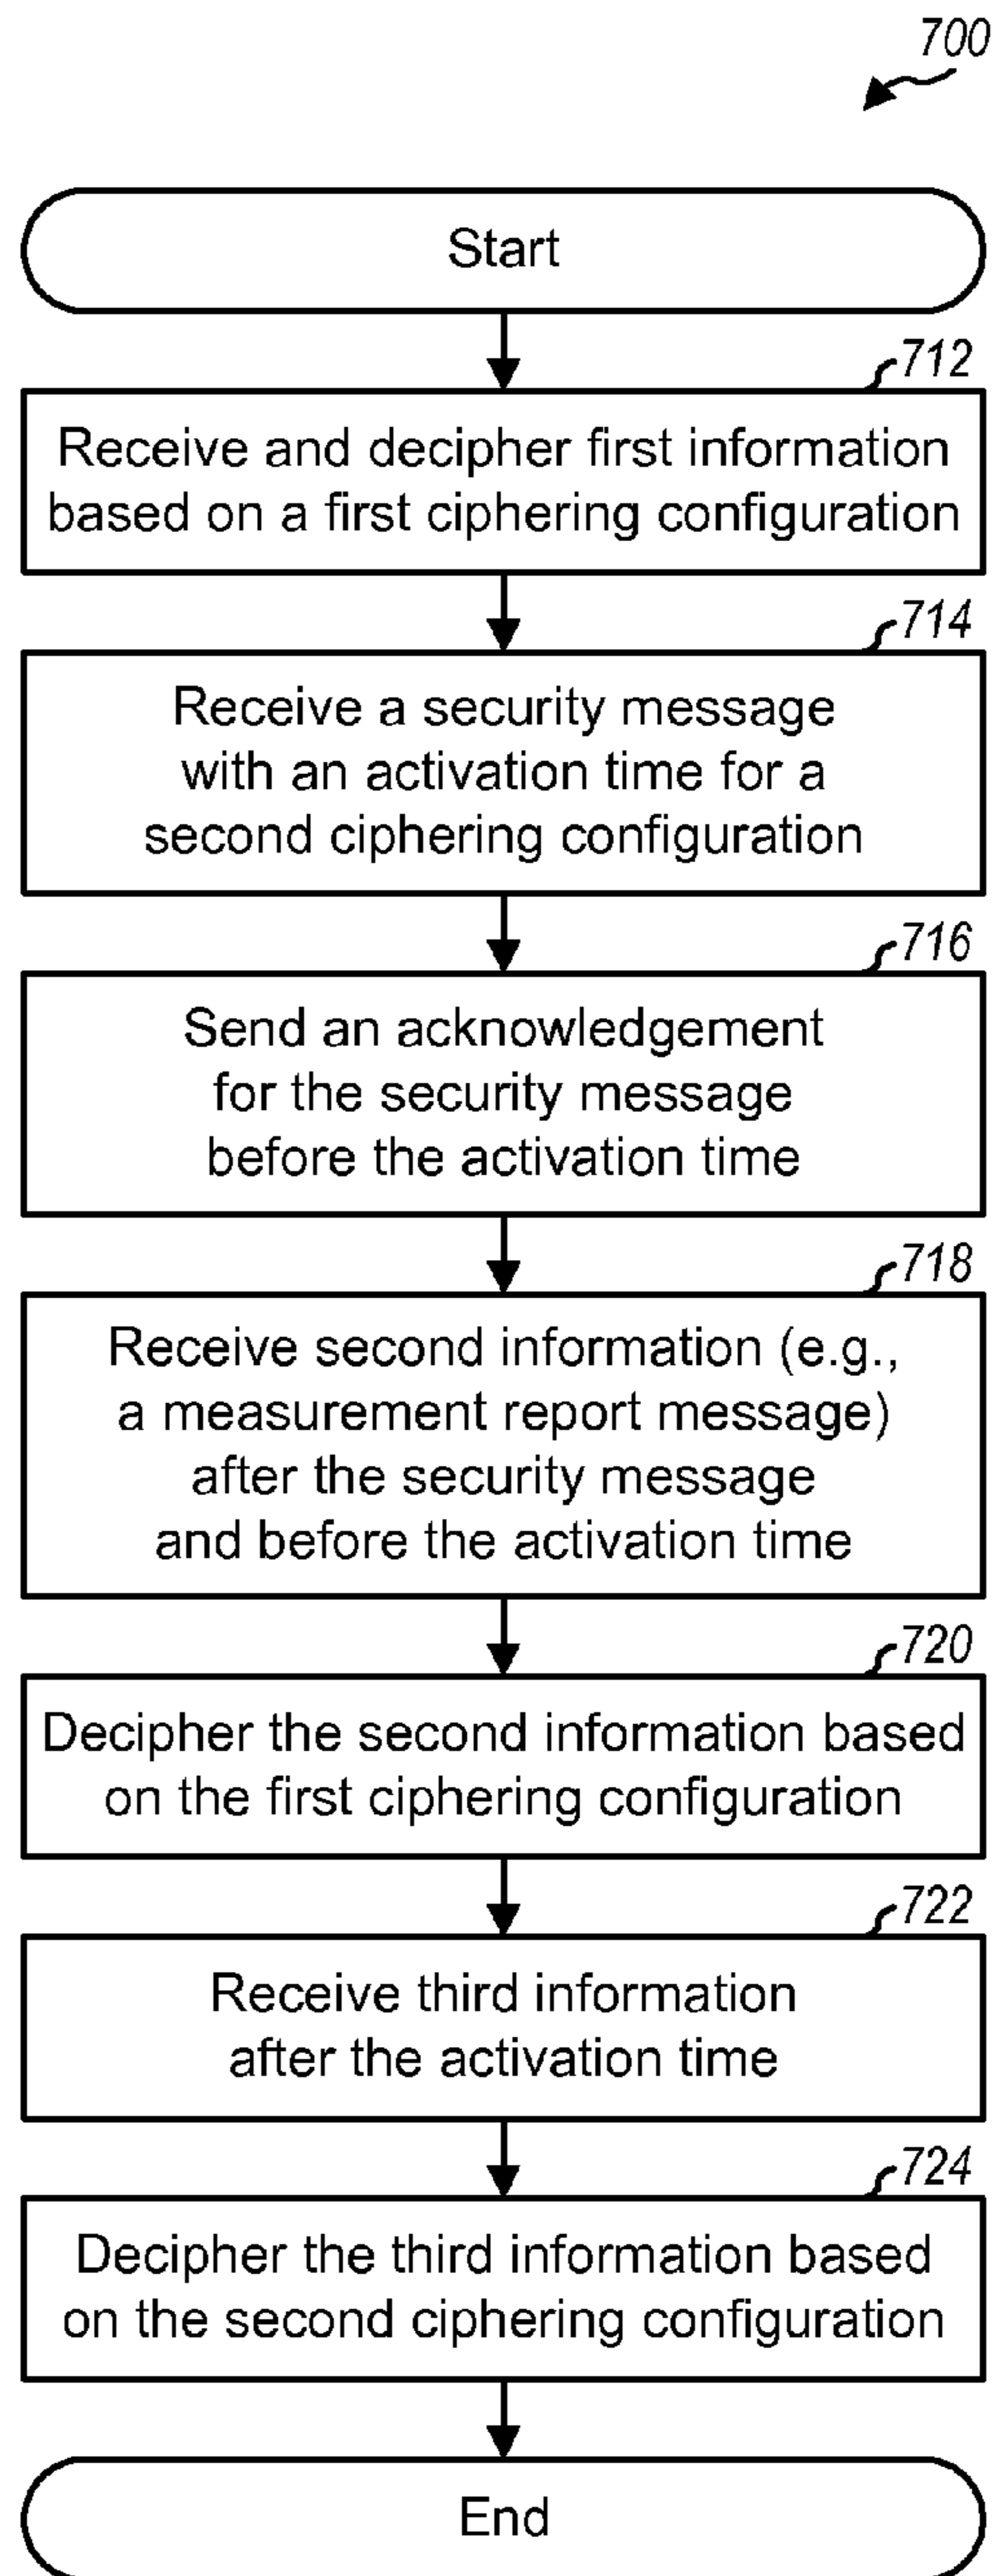 700
Start
712
Receive and decipher first information
based on a first ciphering configuration
714
Receive a security message
with an activation time for a
second ciphering configuration
716
Send an acknowledgement
for the security message
before the activation time
718
Receive second information (e.g.,
a measurement report message)
after the security message
and before the activation time
720
Decipher the second information based
on the first ciphering configuration
722
Receive third information
after the activation time
724
Decipher the third information based
on the second ciphering configuration
End